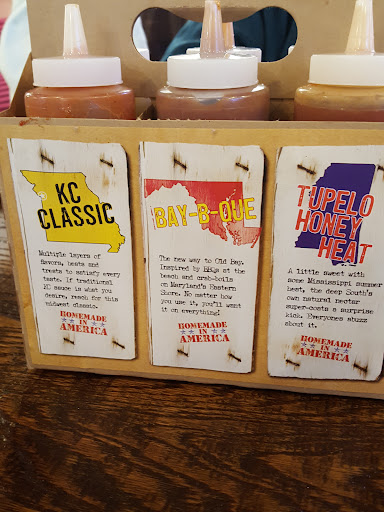 KC
CLASSIC
Multiple layers of
flavors, heats and
treats to satisfy every
taste. If traditional
KC sauce is what you
desire, reach for this
midwest classic.
HOMEMADE
IN
AMERICA
BAY-B-QUE
The new way to Old Bay.
Inspired by BBQs at the
beach and crab-boils
on Maryland's Eastern
Shore. No matter how
you use it, you'll want
it on everything!
HOMEMADE
IN
AMERICA
TUPELO
HONEY
HEAT
A little sweet with
some Mississippi summer
heat, the deep South's
own natural nectar
super-coats a surprise
kick. Everyones abuzz
about it.
HOMEMADE
IN
AMERICA